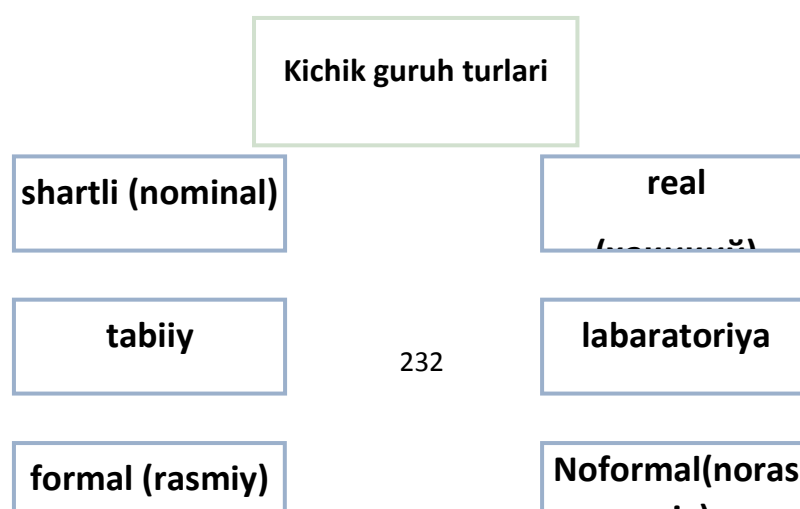 Kichik guruh turlari
shartli (nominal)
real
tabiiy
labaratoriya
232
formal (rasmiy)
Noformal(noras